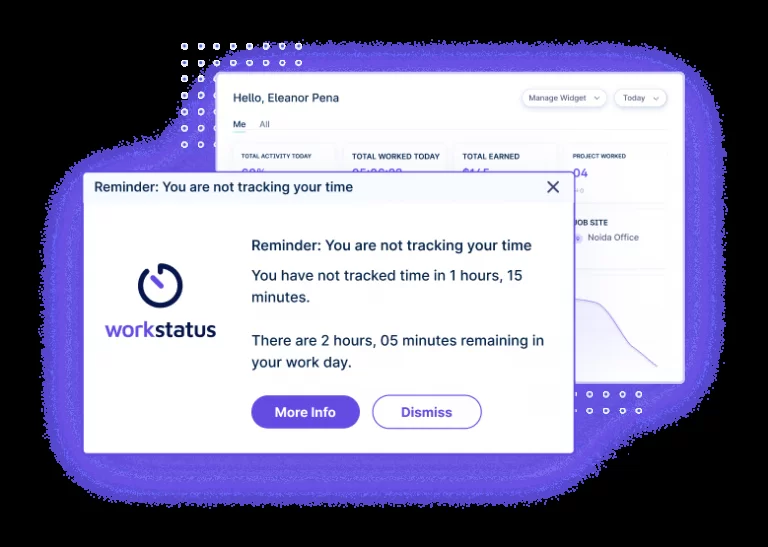 Hello, Eleanor Pena
Manage Widget
Today
Me
All
TOTAL ACTIVITY TODAY
TOTAL WORKED TODAY
TOTAL EARNED
PROJECT WORKED
04
JOB SITE
Noida Office
Reminder: You are not tracking your time
workstatus
Reminder: You are not tracking your time
You have not tracked time in 1 hours, 15
minutes.
There are 2 hours, 05 minutes remaining in
your work day.
More Info
Dismiss